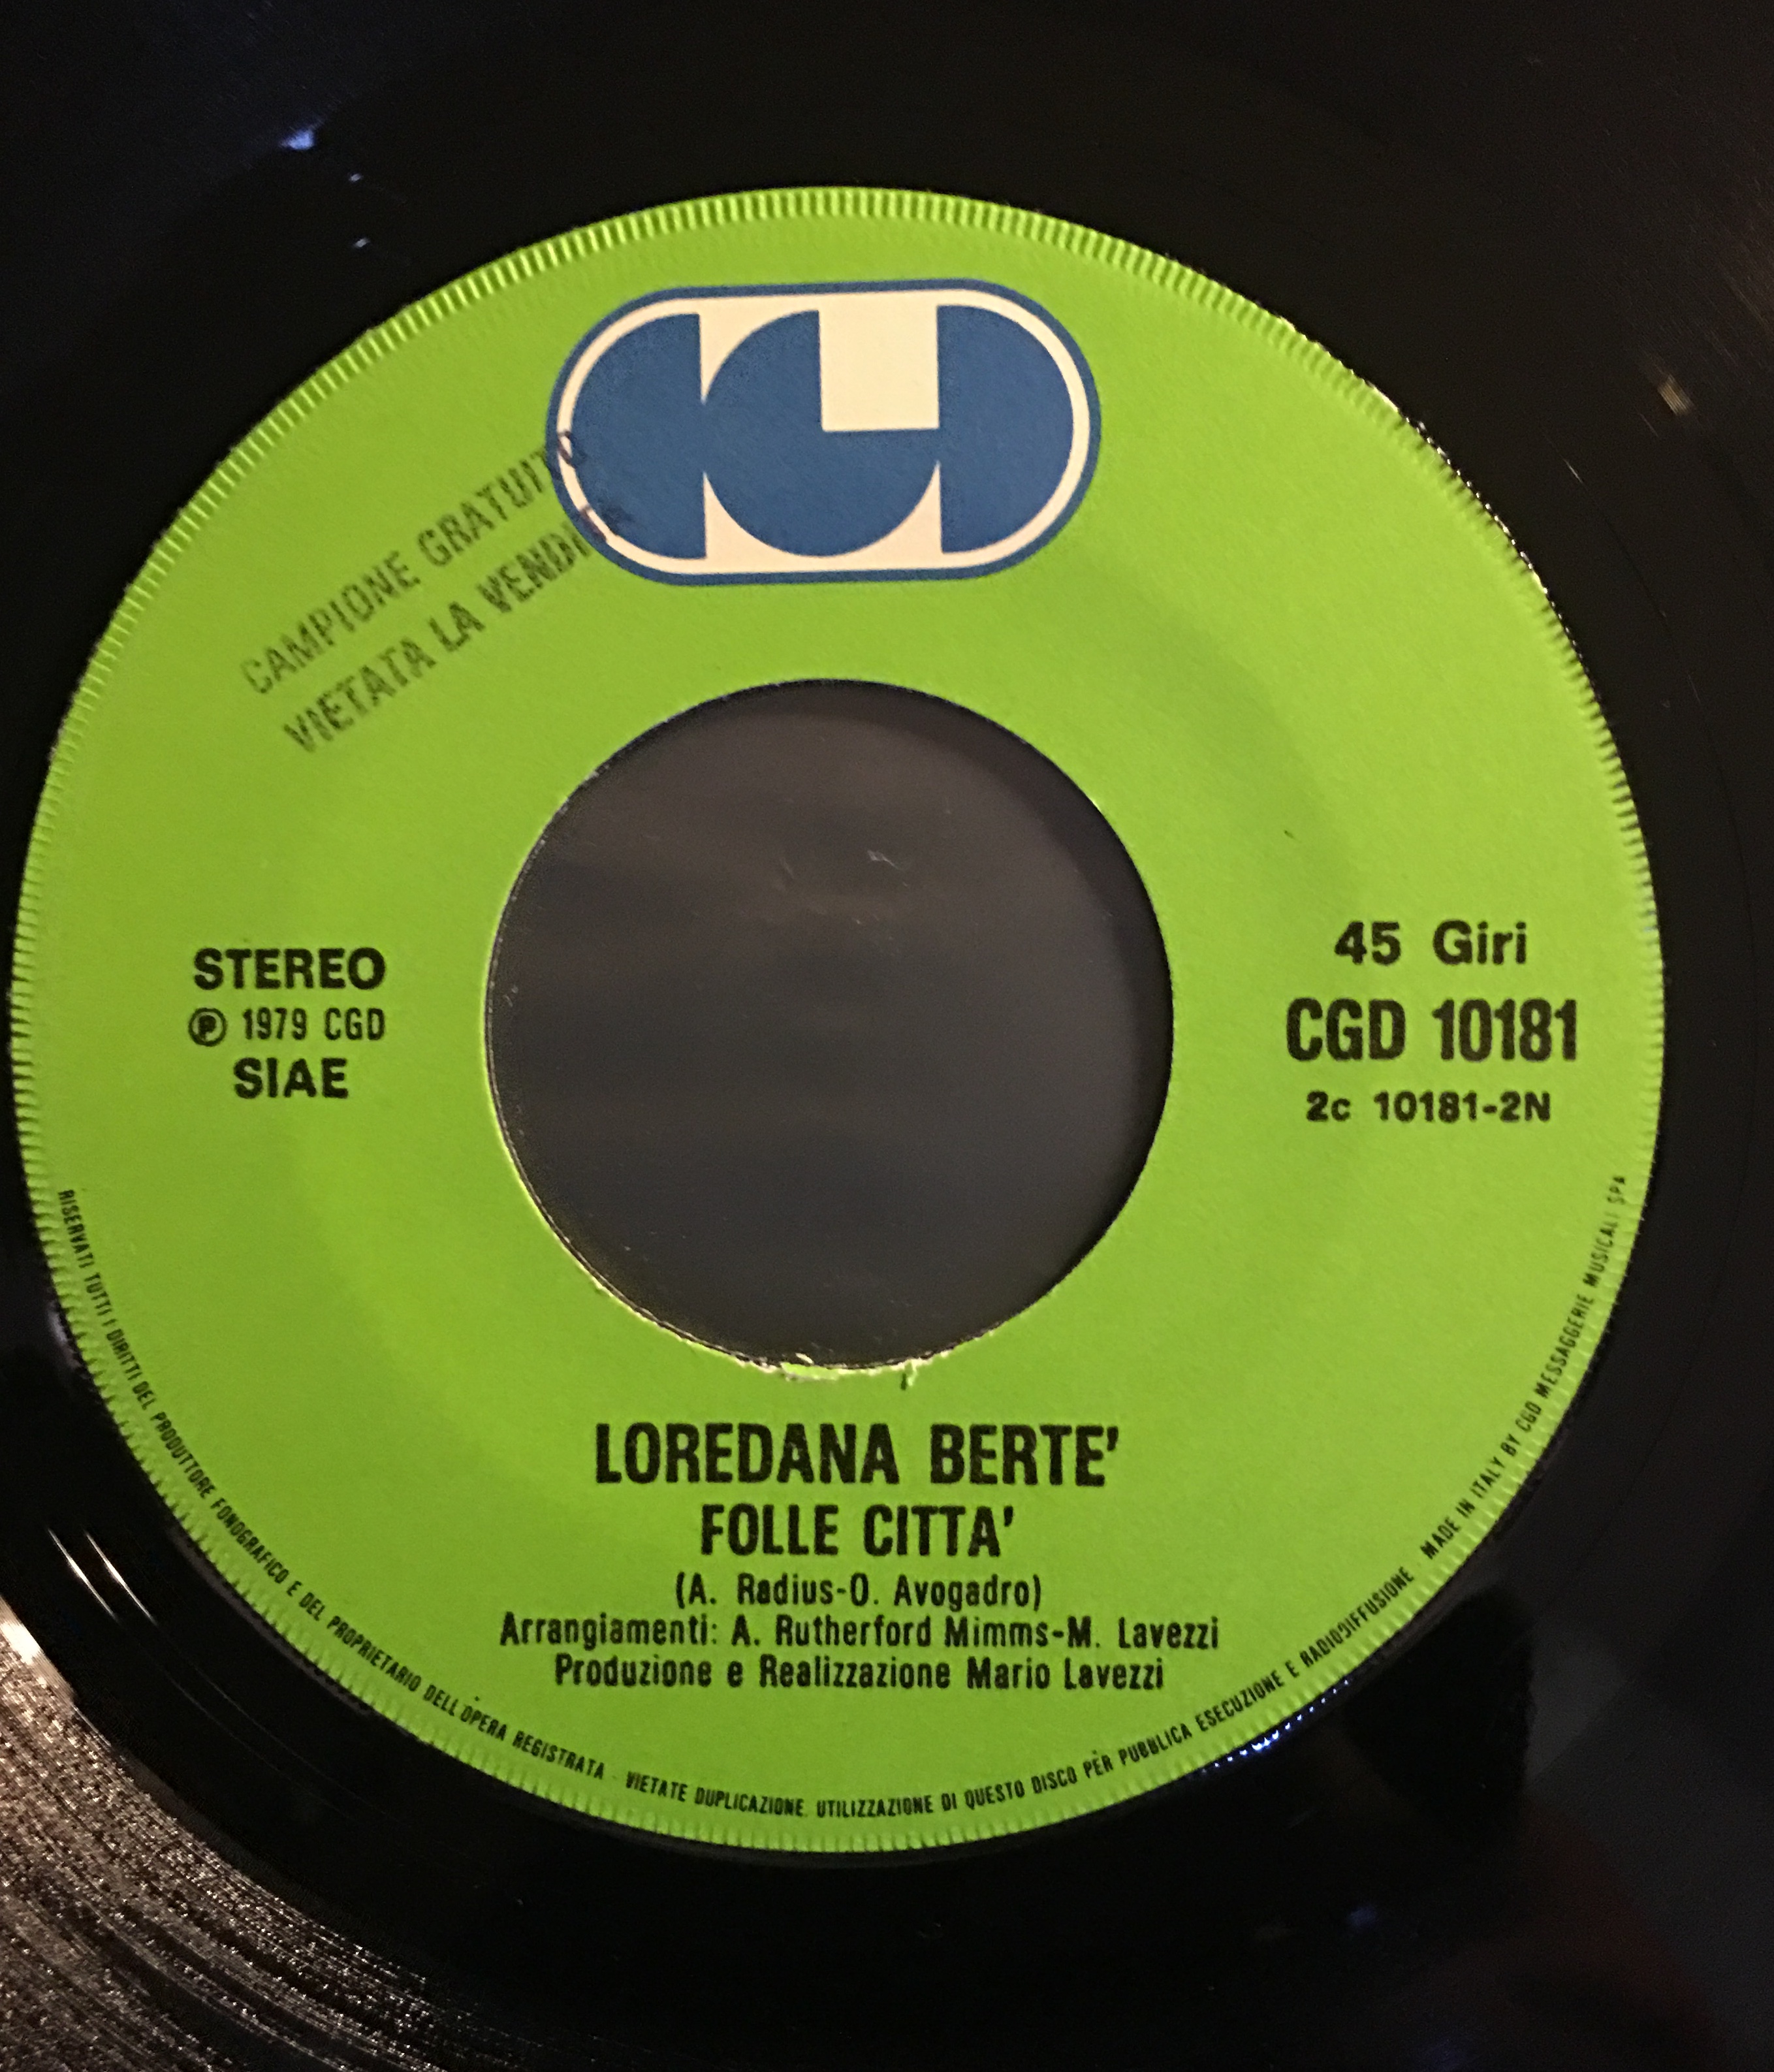 CGD
CAMPIONE GRATUITO
VIETATA LA VENDITA
STEREO
Ⓟ 1979 CGD
SIAE
45 Giri
CGD 10181
2c 10181-2N
LOREDANA BERTE'
FOLLE CITTA'
(A. Radius-O. Avogadro)
Arrangiamenti: A. Rutherford Mimms-M. Lavezzi
Produzione e Realizzazione Mario Lavezzi
RISERVATI TUTTI I DIRITTI DEL PRODUTTORE FONOGRAFICO E DEL PROPRIETARIO DELL'OPERA REGISTRATA - VIETATE DUPLICAZIONE. UTILIZZAZIONE DI QUESTO DISCO PER PUBBLICA ESECUZIONE E RADIODIFFUSIONE - MADE IN ITALY BY CGD MESSAGGERIE MUSICALI SPA